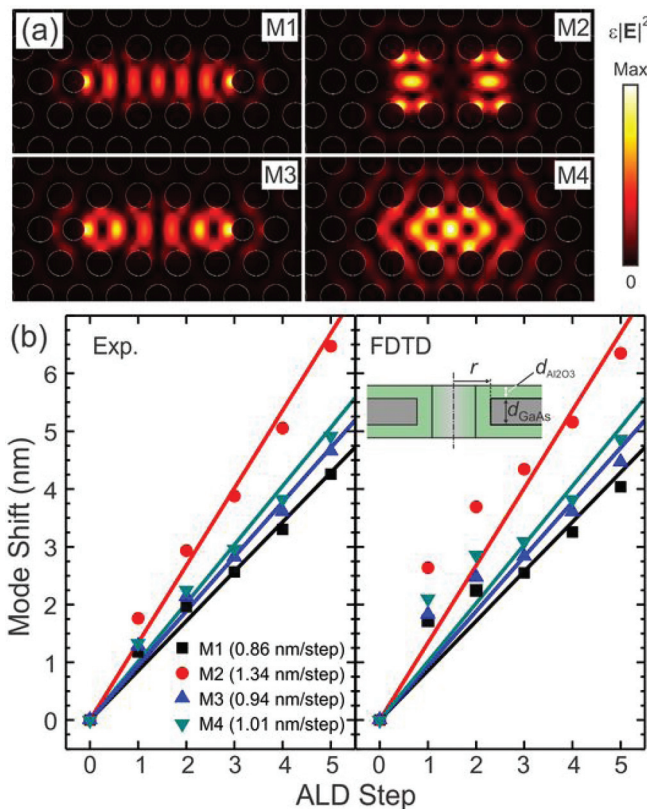 (a)
M1
M2
ε|E|²
Max
M3
M4
0
(b)
Exp.
FDTD
r
dAl2O3
dGaAs
Mode Shift (nm)
6
5
4
3
2
1
0
M1 (0.86 nm/step)
M2 (1.34 nm/step)
M3 (0.94 nm/step)
M4 (1.01 nm/step)
0 1 2 3 4 5
0 1 2 3 4 5
ALD Step